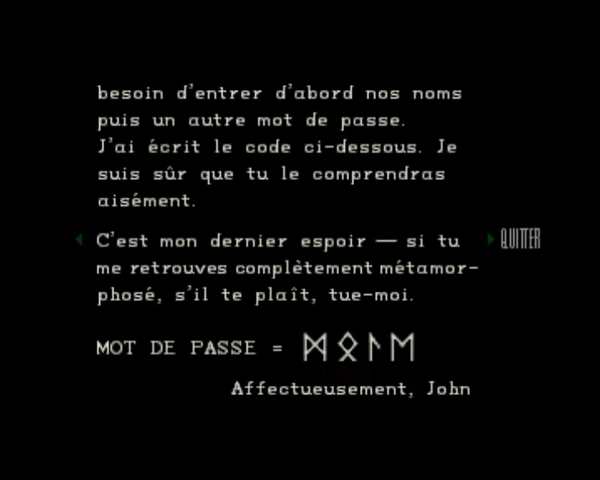 besoin d'entrer d'abord nos noms
puis un autre mot de passe.
J'ai écrit le code ci-dessous. Je
suis sûr que tu le comprendras
aisément.
C'est mon dernier espoir — si tu
QUITTER
me retrouves complètement métamor-
phosé, s'il te plaît, tue-moi.
MOT DE PASSE = ᛞᛟᛚᛖ
Affectueusement, John